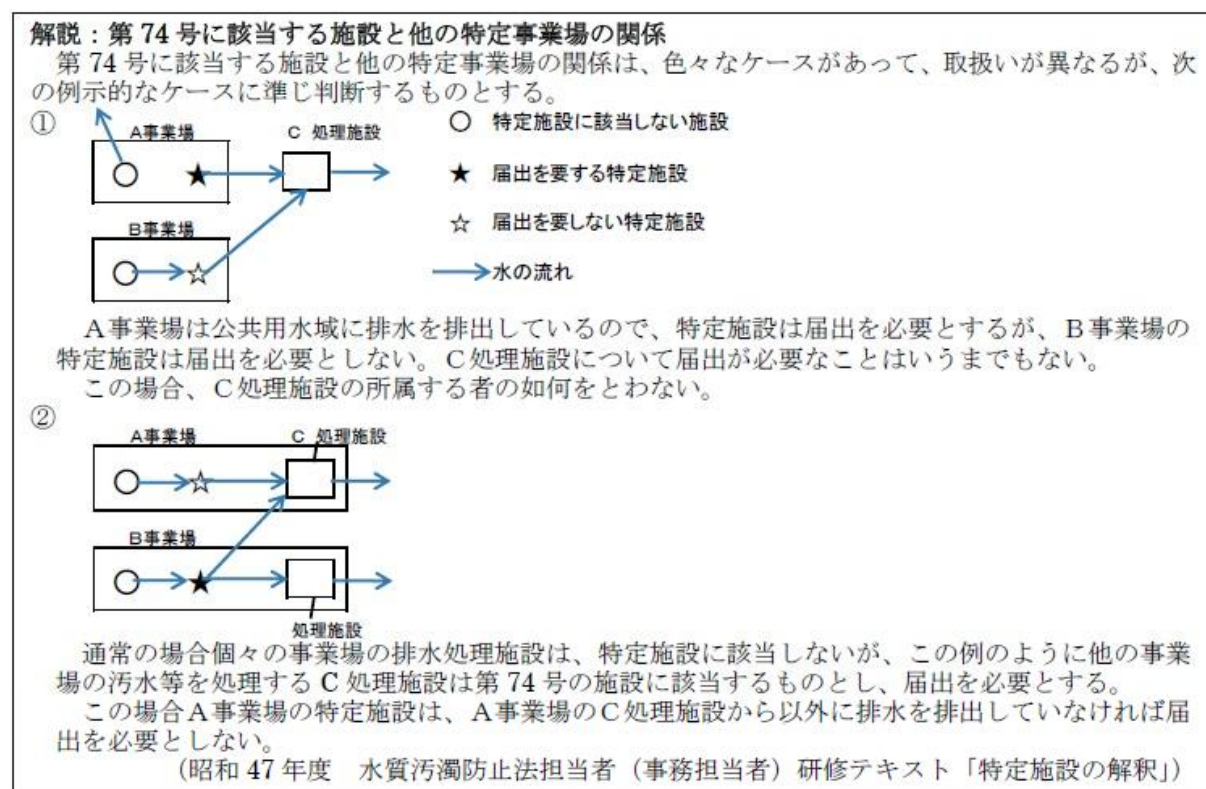 解説：第 74 号に該当する施設と他の特定事業場の関係
第 74 号に該当する施設と他の特定事業場の関係は、色々なケースがあって、取扱いが異なるが、次
の例示的なケースに準じ判断するものとする。
①
A事業場 C 処理施設
○ 特定施設に該当しない施設
★ 届出を要する特定施設
B事業場
☆ 届出を要しない特定施設
水の流れ
Ａ事業場は公共用水域に排水を排出しているので、特定施設は届出を必要とするが、Ｂ事業場の
特定施設は届出を必要としない。Ｃ処理施設について届出が必要なことはいうまでもない。
この場合、Ｃ処理施設の所属する者の如何をとわない。
②
A事業場 C 処理施設
B事業場
処理施設
通常の場合個々の事業場の排水処理施設は、特定施設に該当しないが、この例のように他の事業
場の汚水等を処理する C 処理施設は第 74 号の施設に該当するものとし、届出を必要とする。
この場合Ａ事業場の特定施設は、Ａ事業場のＣ処理施設から以外に排水を排出していなければ届
出を必要としない。
（昭和 47 年度　水質汚濁防止法担当者（事務担当者）研修テキスト「特定施設の解釈」）